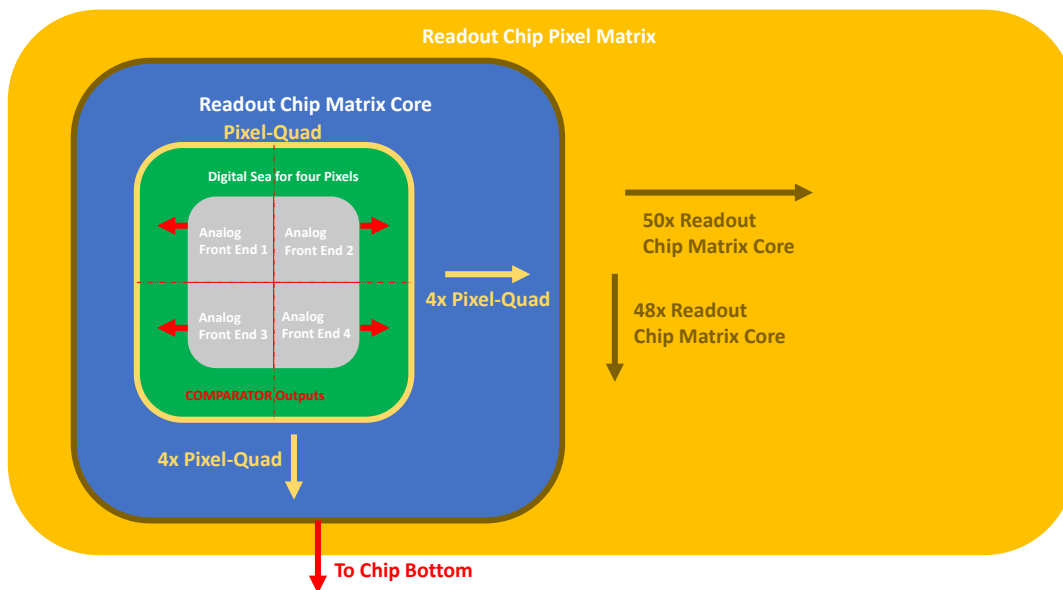 Readout Chip Pixel Matrix
Readout Chip Matrix Core
Pixel-Quad
Digital Sea for four Pixels
Analog
Front End 1
Analog
Front End 2
Analog
Front End 3
Analog
Front End 4
COMPARATOR Outputs
4x Pixel-Quad
4x Pixel-Quad
50x Readout
Chip Matrix Core
48x Readout
Chip Matrix Core
To Chip Bottom